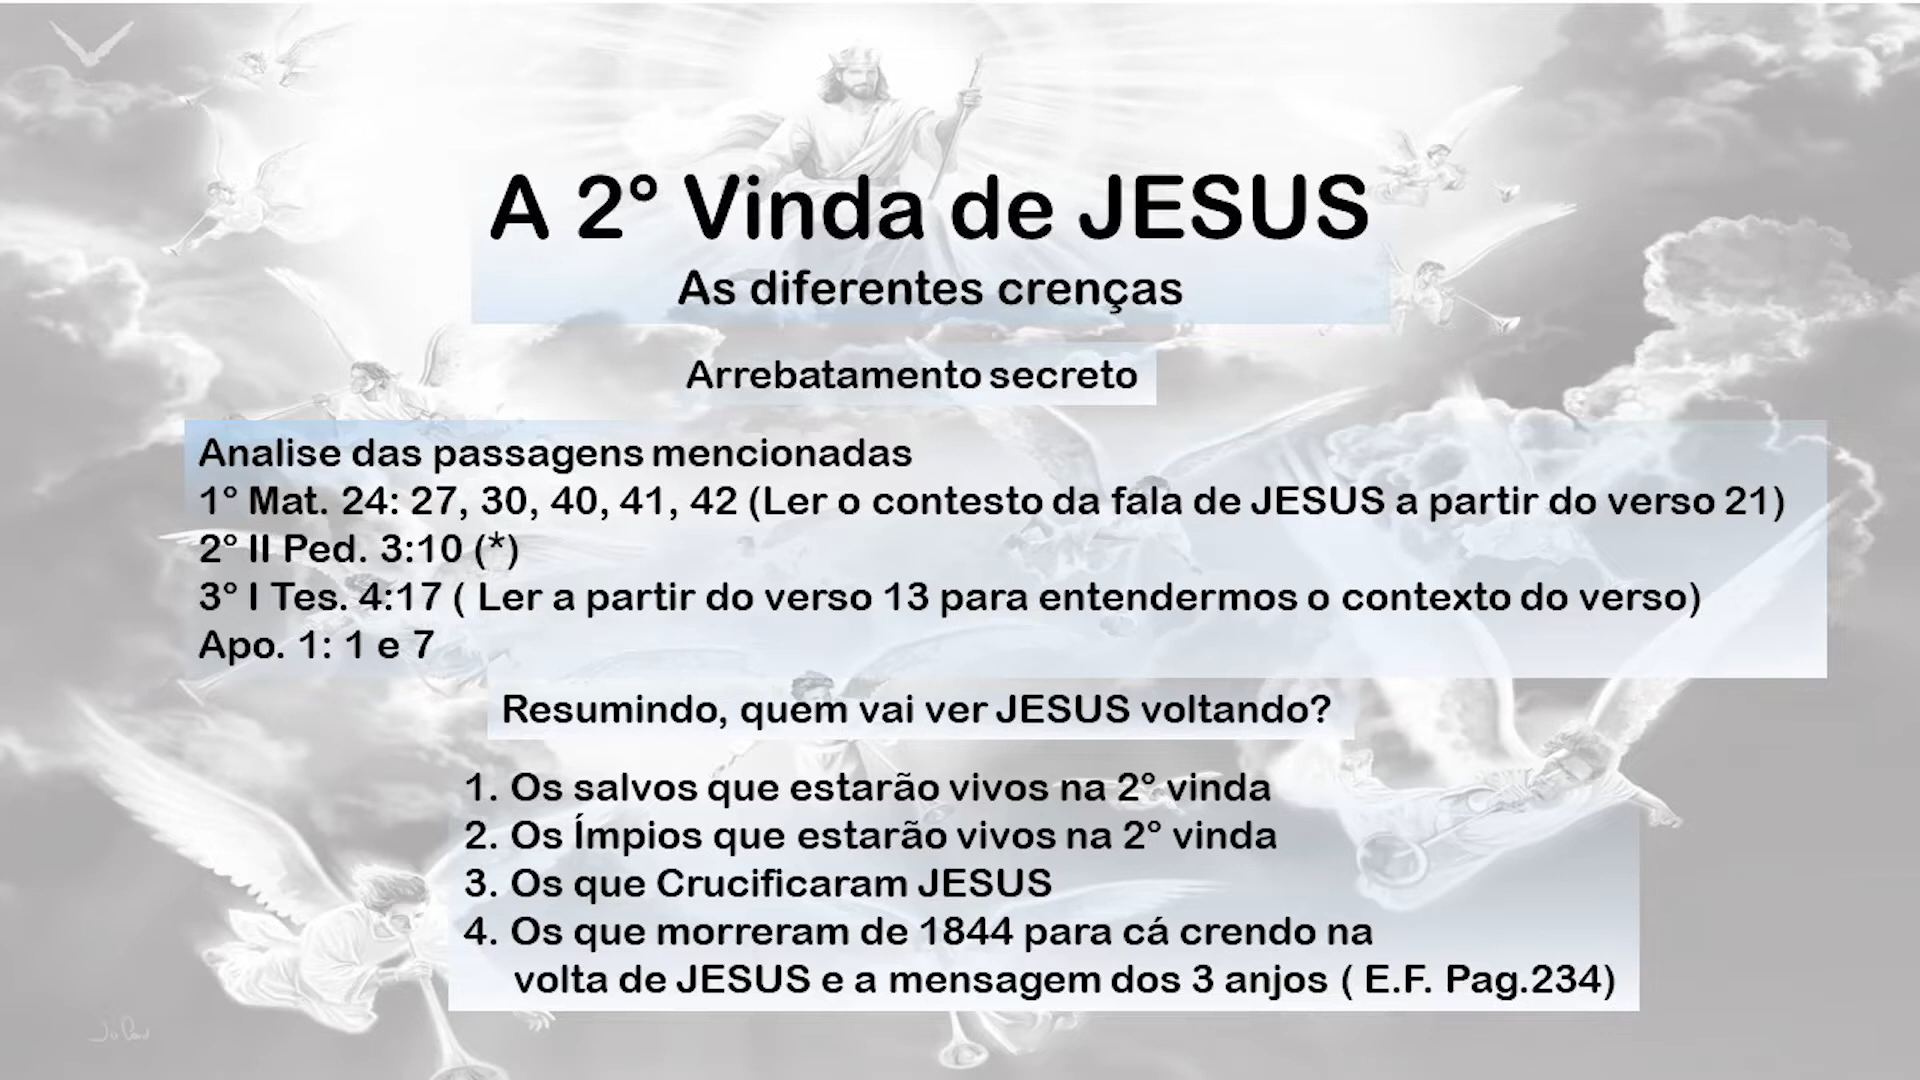 A 2° Vinda de JESUS
As diferentes crenças
Arrebatamento secreto
Analise das passagens mencionadas
1° Mat. 24: 27, 30, 40, 41, 42 (Ler o contesto da fala de JESUS a partir do verso 21)
2° II Ped. 3:10 (*)
3° I Tes. 4:17 ( Ler a partir do verso 13 para entendermos o contexto do verso)
Apo. 1: 1 e 7
Resumindo, quem vai ver JESUS voltando?
1. Os salvos que estarão vivos na 2° vinda
2. Os Ímpios que estarão vivos na 2° vinda
3. Os que Crucificaram JESUS
4. Os que morreram de 1844 para cá crendo na
volta de JESUS e a mensagem dos 3 anjos ( E.F. Pag.234)